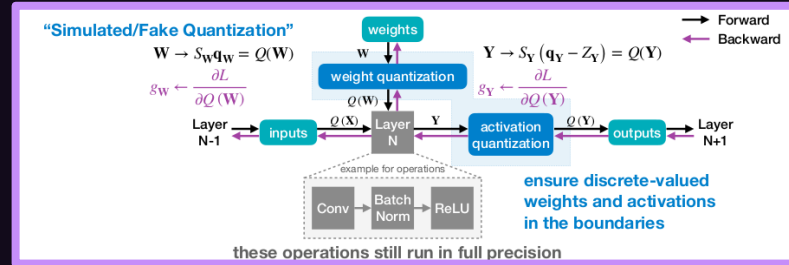 “Simulated/Fake Quantization”
weights
Forward
Backward
W → S_W q_W = Q(W)
W
Y → S_Y (q_Y − Z_Y) = Q(Y)
g_W ← ∂L / ∂Q(W)
weight quantization
g_Y ← ∂L / ∂Q(Y)
Q(W)
Layer N-1
inputs
Q(X)
Layer N
Y
activation quantization
Q(Y)
outputs
Layer N+1
example for operations
Conv
Batch Norm
ReLU
ensure discrete-valued
weights and activations
in the boundaries
these operations still run in full precision